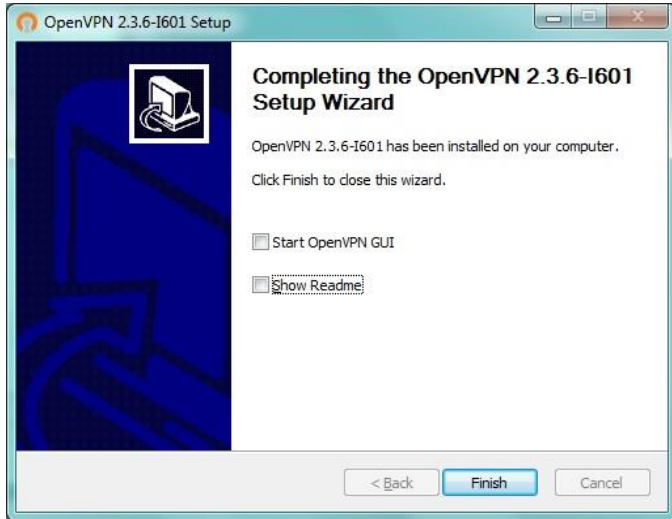 OpenVPN 2.3.6-I601 Setup
Completing the OpenVPN 2.3.6-I601
Setup Wizard
OpenVPN 2.3.6-I601 has been installed on your computer.
Click Finish to close this wizard.
Start OpenVPN GUI
Show Readme
< Back
Finish
Cancel